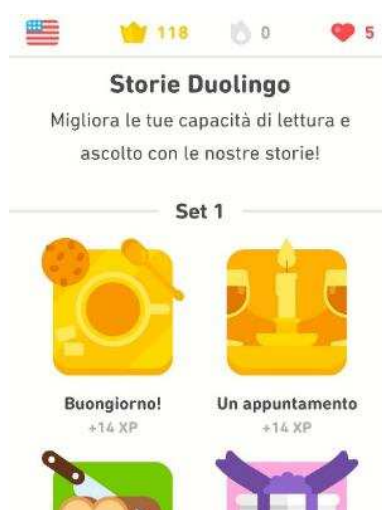 118 0 5
Storie Duolingo
Migliora le tue capacità di lettura e
ascolto con le nostre storie!
Set 1
Buongiorno! Un appuntamento
+14 XP +14 XP